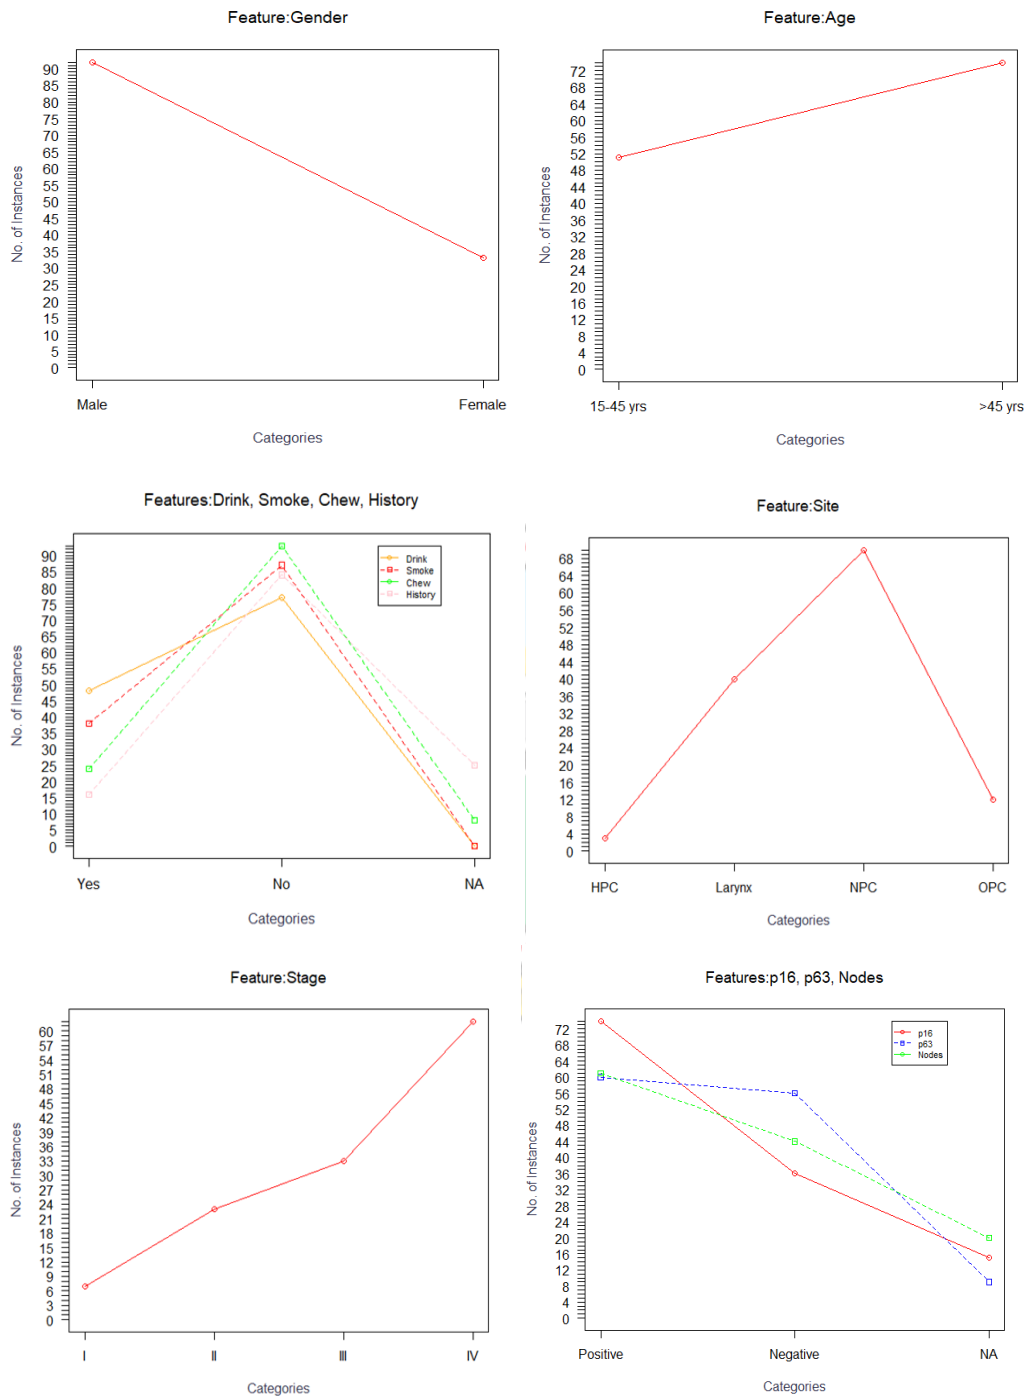 Feature:Gender
No. of Instances
90
85
80
75
70
65
60
55
50
45
40
35
30
25
20
15
10
5
0
Male
Female
Categories
Feature:Age
No. of Instances
72
68
64
60
56
52
48
44
40
36
32
28
24
20
16
12
8
4
0
15-45 yrs
>45 yrs
Categories
Features:Drink, Smoke, Chew, History
No. of Instances
90
85
80
75
70
65
60
55
50
45
40
35
30
25
20
15
10
5
0
Drink
Smoke
Chew
History
Yes
No
NA
Categories
Feature:Site
No. of Instances
68
64
60
56
52
48
44
40
36
32
28
24
20
16
12
8
4
0
HPC
Larynx
NPC
OPC
Categories
Feature:Stage
No. of Instances
60
57
54
51
48
45
42
39
36
33
30
27
24
21
18
15
12
9
6
3
0
I
II
III
IV
Categories
Features:p16, p63, Nodes
No. of Instances
72
68
64
60
56
52
48
44
40
36
32
28
24
20
16
12
8
4
0
p16
p63
Nodes
Positive
Negative
NA
Categories